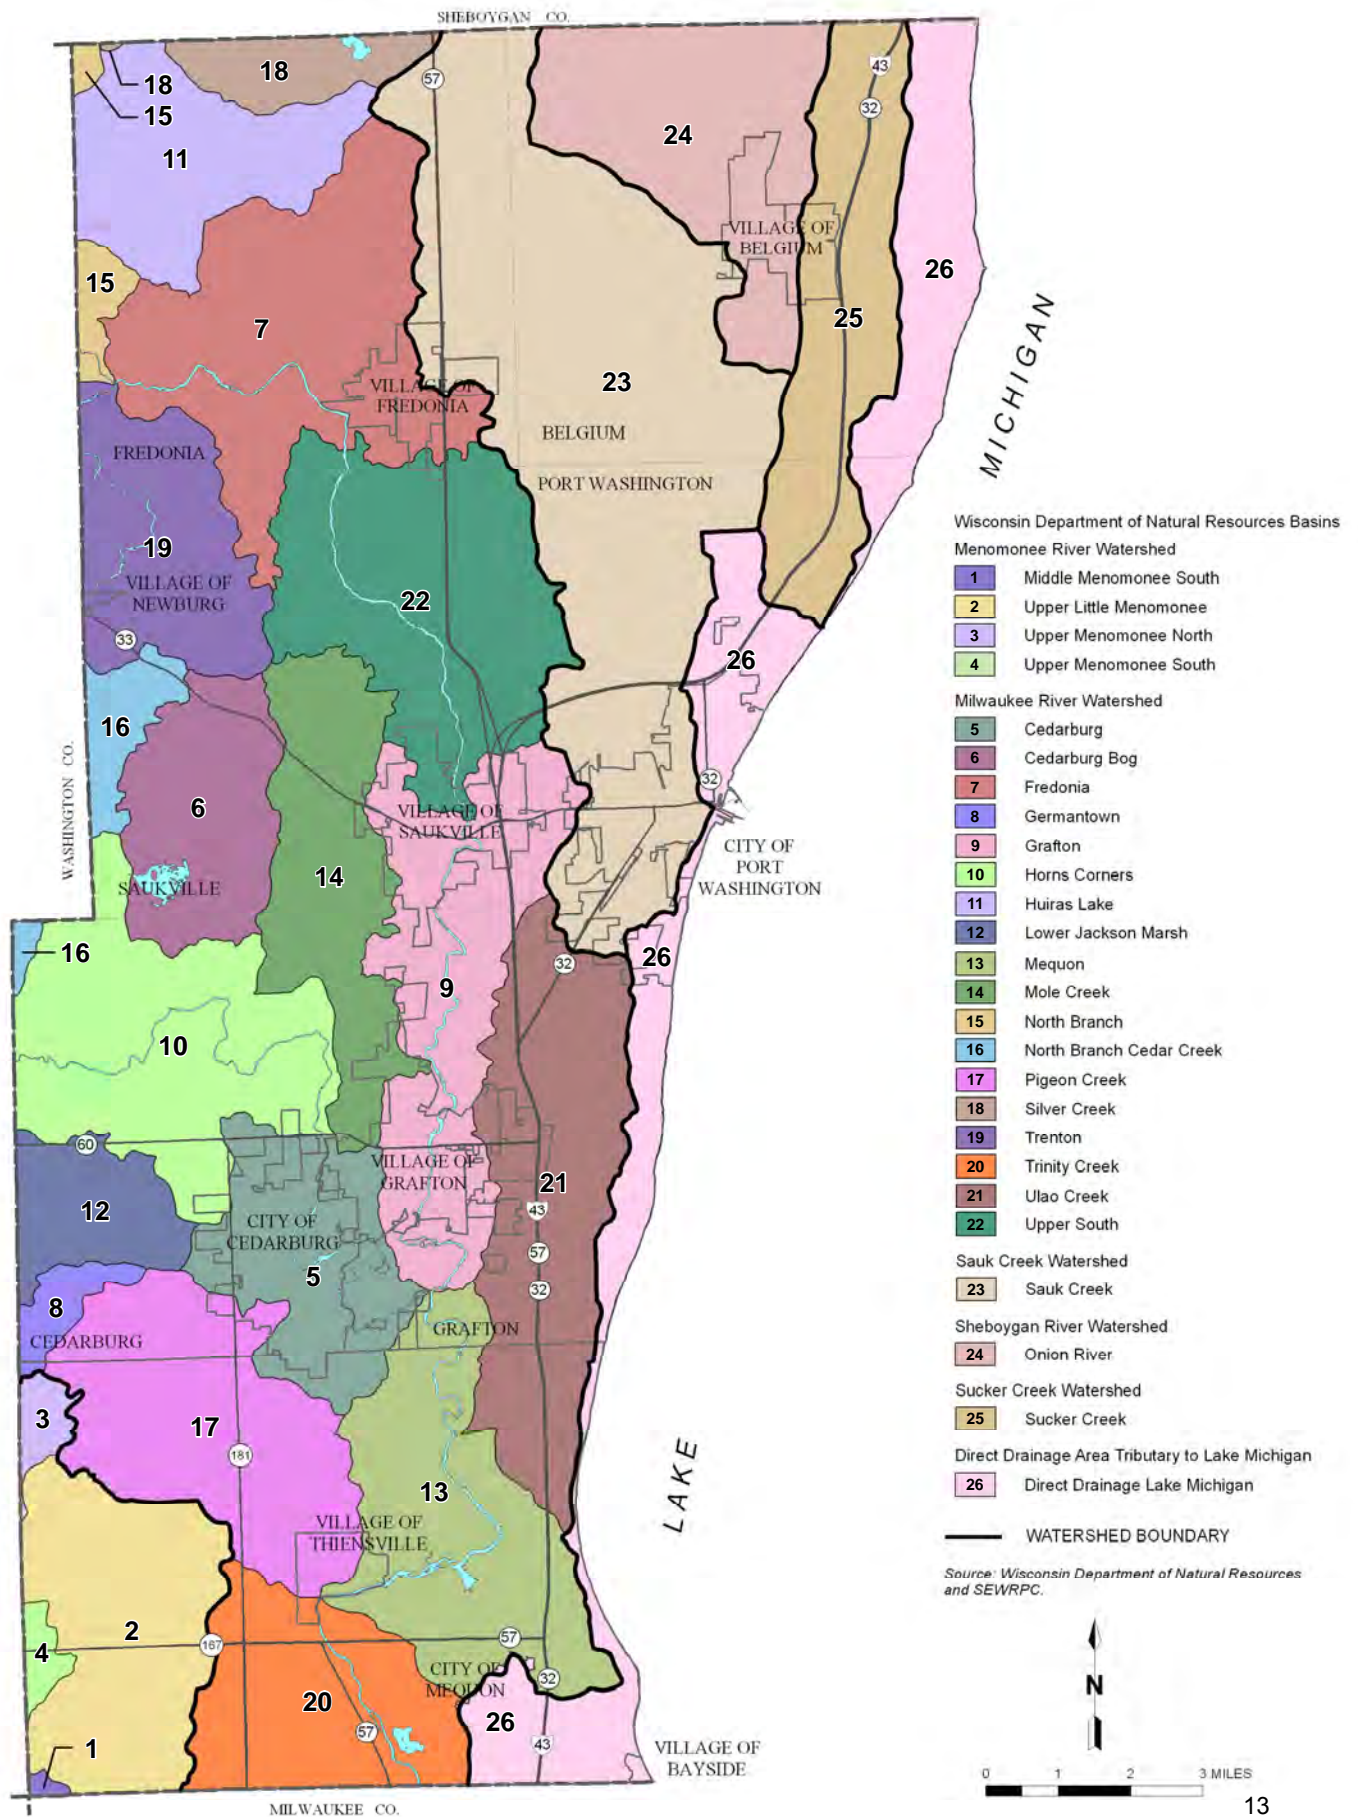 SHEBOYGAN CO.
57
43
32
18
18
15
11
24
VILLAGE OF
BELGIUM
26
15
25
7
23
VILLAGE OF
FREDONIA
BELGIUM
FREDONIA
PORT WASHINGTON
19
VILLAGE OF
NEWBURG
22
33
26
16
WASHINGTON CO.
6
32
VILLAGE OF
SAUKVILLE
CITY OF
PORT
WASHINGTON
14
SAUKVILLE
16
26
32
9
10
60
VILLAGE OF
GRAFTON
21
12
43
CITY OF
CEDARBURG
57
5
32
8
GRAFTON
CEDARBURG
3
17
181
13
VILLAGE OF
THIENSVILLE
2
4
167
57
CITY OF
MEQUON
32
20
26
57
43
1
VILLAGE OF
BAYSIDE
MILWAUKEE CO.
LAKE
MICHIGAN
Wisconsin Department of Natural Resources Basins
Menomonee River Watershed
1 Middle Menomonee South
2 Upper Little Menomonee
3 Upper Menomonee North
4 Upper Menomonee South
Milwaukee River Watershed
5 Cedarburg
6 Cedarburg Bog
7 Fredonia
8 Germantown
9 Grafton
10 Horns Corners
11 Huiras Lake
12 Lower Jackson Marsh
13 Mequon
14 Mole Creek
15 North Branch
16 North Branch Cedar Creek
17 Pigeon Creek
18 Silver Creek
19 Trenton
20 Trinity Creek
21 Ulao Creek
22 Upper South
Sauk Creek Watershed
23 Sauk Creek
Sheboygan River Watershed
24 Onion River
Sucker Creek Watershed
25 Sucker Creek
Direct Drainage Area Tributary to Lake Michigan
26 Direct Drainage Lake Michigan
WATERSHED BOUNDARY
Source: Wisconsin Department of Natural Resources
and SEWRPC.
N
0 1 2 3 MILES
13